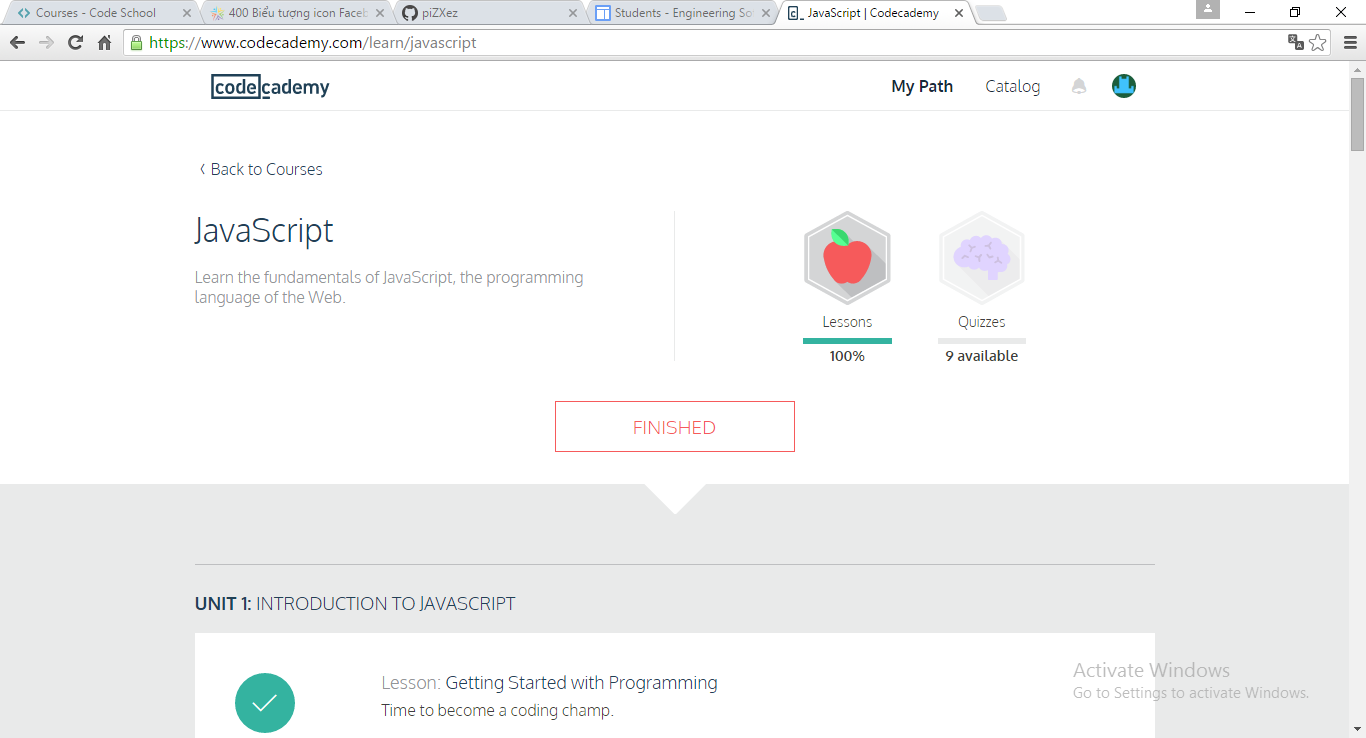 Courses - Code School
400 Biểu tượng icon Faceb
piZXez
Students - Engineering So
JavaScript | Codecademy
https://www.codecademy.com/learn/javascript
codecademy
My Path
Catalog
Back to Courses
JavaScript
Learn the fundamentals of JavaScript, the programming
language of the Web.
Lessons
100%
Quizzes
9 available
FINISHED
UNIT 1: INTRODUCTION TO JAVASCRIPT
Lesson: Getting Started with Programming
Time to become a coding champ.
Activate Windows
Go to Settings to activate Windows.